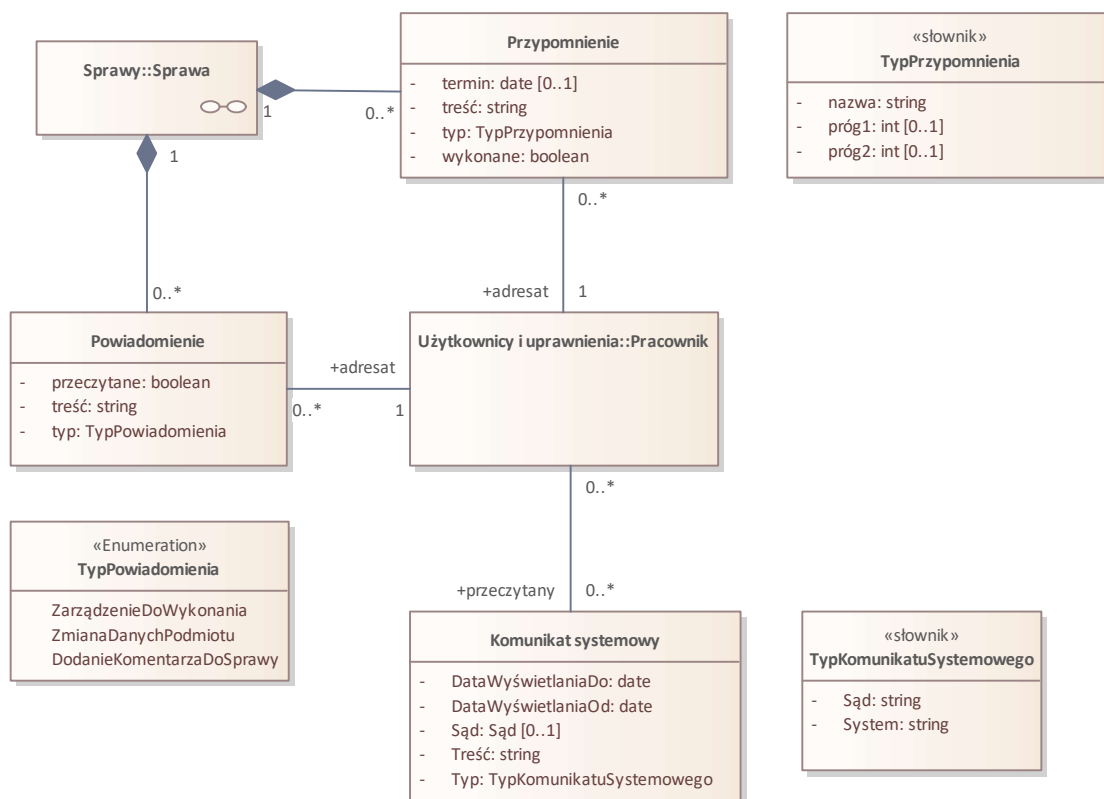 Sprawy::Sprawa
1
0..*
1
Przypomnienie
- termin: date [0..1]
- treść: string
- typ: TypPrzypomnienia
- wykonane: boolean
«słownik»
TypPrzypomnienia
- nazwa: string
- próg1: int [0..1]
- próg2: int [0..1]
0..*
0..*
+adresat
1
Powiadomienie
- przeczytane: boolean
- treść: string
- typ: TypPowiadomienia
+adresat
0..*
1
Użytkownicy i uprawnienia::Pracownik
0..*
«Enumeration»
TypPowiadomienia
ZarządzenieDoWykonania
ZmianaDanychPodmiotu
DodanieKomentarzaDoSprawy
+przeczytany
0..*
Komunikat systemowy
- DataWyświetlaniaDo: date
- DataWyświetlaniaOd: date
- Sąd: Sąd [0..1]
- Treść: string
- Typ: TypKomunikatuSystemowego
«słownik»
TypKomunikatuSystemowego
- Sąd: string
- System: string